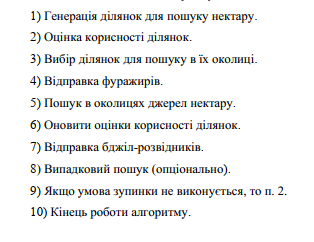 1) Генерація ділянок для пошуку нектару.
2) Оцінка корисності ділянок.
3) Вибір ділянок для пошуку в їх околиці.
4) Відправка фуражирів.
5) Пошук в околицях джерел нектару.
6) Оновити оцінки корисності ділянок.
7) Відправка бджіл-розвідників.
8) Випадковий пошук (опціонально).
9) Якщо умова зупинки не виконується, то п. 2.
10) Кінець роботи алгоритму.